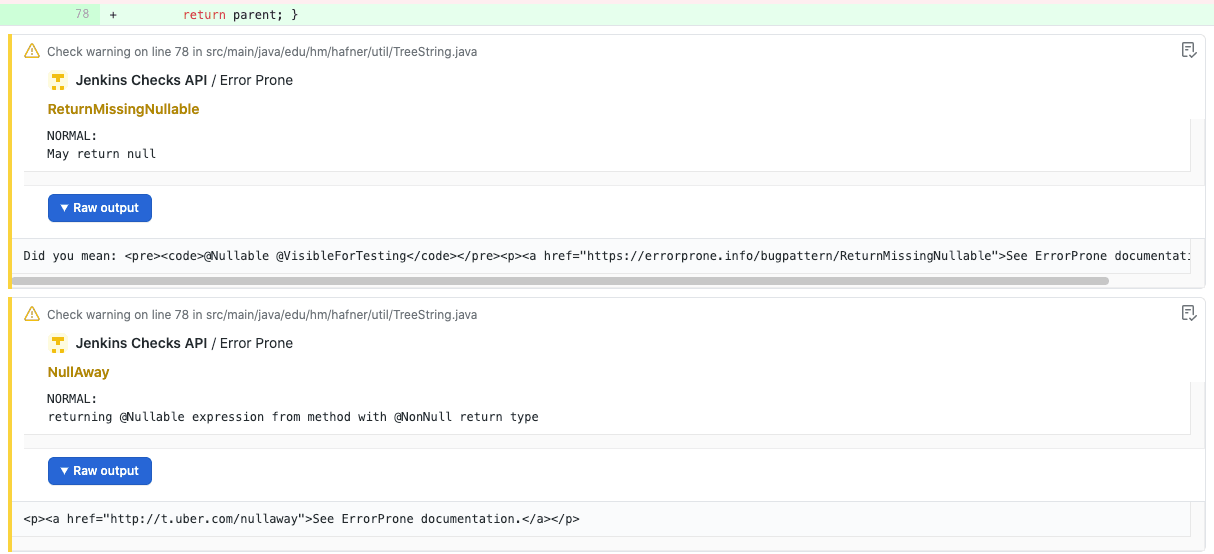 78 + return parent; }
Check warning on line 78 in src/main/java/edu/hm/hafner/util/TreeString.java
Jenkins Checks API / Error Prone
ReturnMissingNullable
NORMAL:
May return null
▼ Raw output
Did you mean: <pre><code>@Nullable @VisibleForTesting</code></pre><p><a href="https://errorprone.info/bugpattern/ReturnMissingNullable">See ErrorProne documentati
Check warning on line 78 in src/main/java/edu/hm/hafner/util/TreeString.java
Jenkins Checks API / Error Prone
NullAway
NORMAL:
returning @Nullable expression from method with @NonNull return type
▼ Raw output
<p><a href="http://t.uber.com/nullaway">See ErrorProne documentation.</a></p>